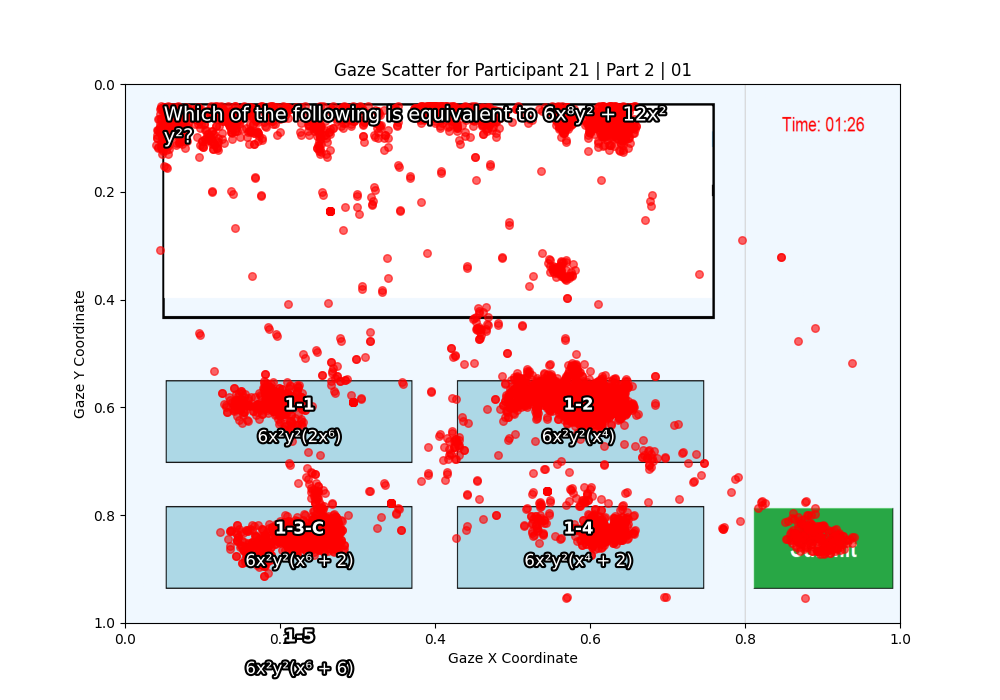 Gaze Scatter for Participant 21 | Part 2 | 01
Which of the following is equivalent to 6x⁸y² + 12x²
y²?
Time: 01:26
1-1
6x²y²(2x⁶)
1-2
6x²y²(x⁴)
1-3-C
6x²y²(x⁶ + 2)
1-4
6x²y²(x⁴ + 2)
1-5
6x²y²(x⁶ + 6)
Gaze Y Coordinate
0.0
0.2
0.4
0.6
0.8
1.0
0.0 0.2 0.4 0.6 0.8 1.0
Gaze X Coordinate